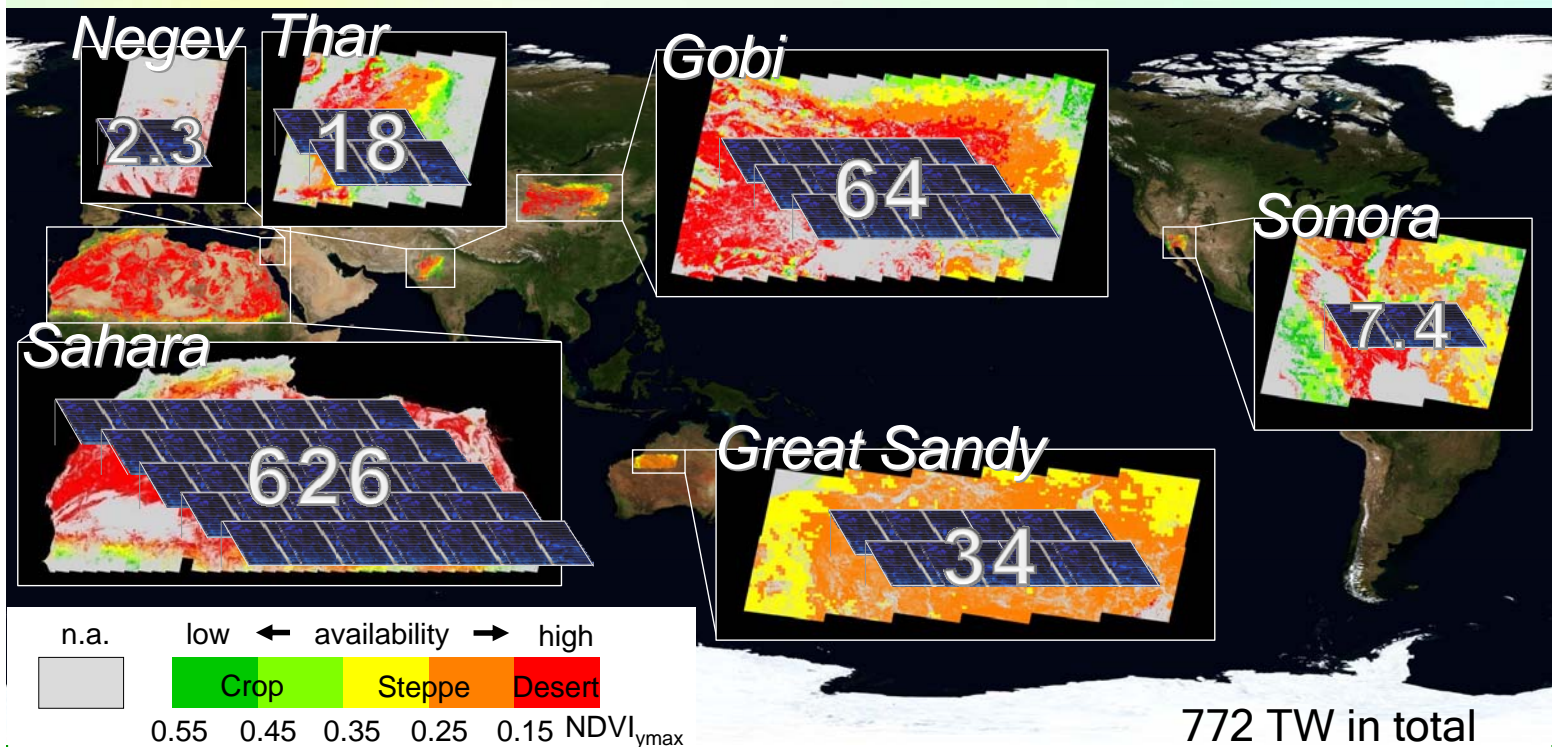 Negev
Thar
Gobi
2.3
18
64
Sonora
7.4
Sahara
626
Great Sandy
34
n.a.
low ← availability → high
Crop Steppe Desert
0.55 0.45 0.35 0.25 0.15 NDVIymax
772 TW in total